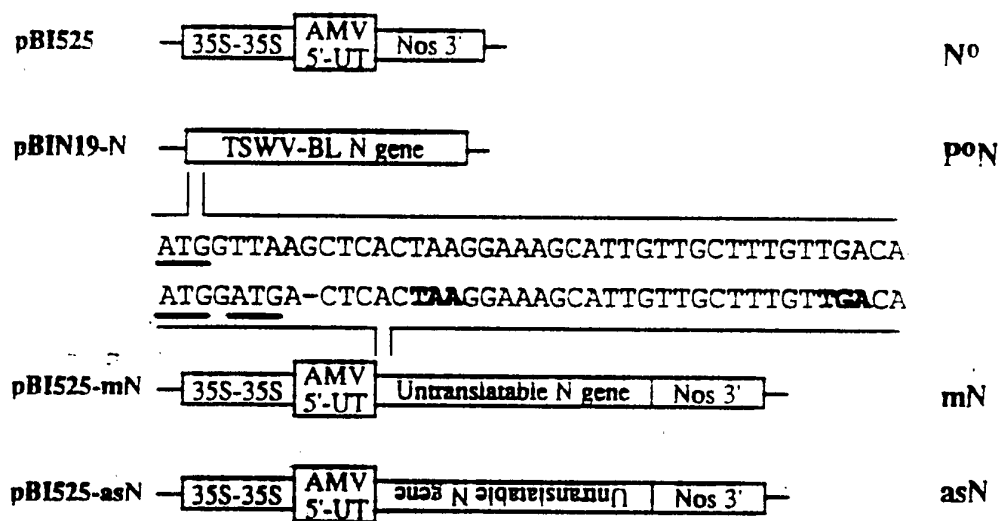 pBI525
35S-35S
AMV
5'-UT
Nos 3'
Nº
pBIN19-N
TSWV-BL N gene
PºN
ATGGTTAAGCTCACTAAGGAAAGCATTGTTGCTTTGTTGACA
ATGGATGA-CTCACTAAGGAAAGCATTGTTGCTTTGTTGACA
pBI525-mN
35S-35S
AMV
5'-UT
Untranslatable N gene
Nos 3'
mN
pBI525-asN
35S-35S
AMV
5'-UT
Untranslatable N
gene
Nos 3'
asN